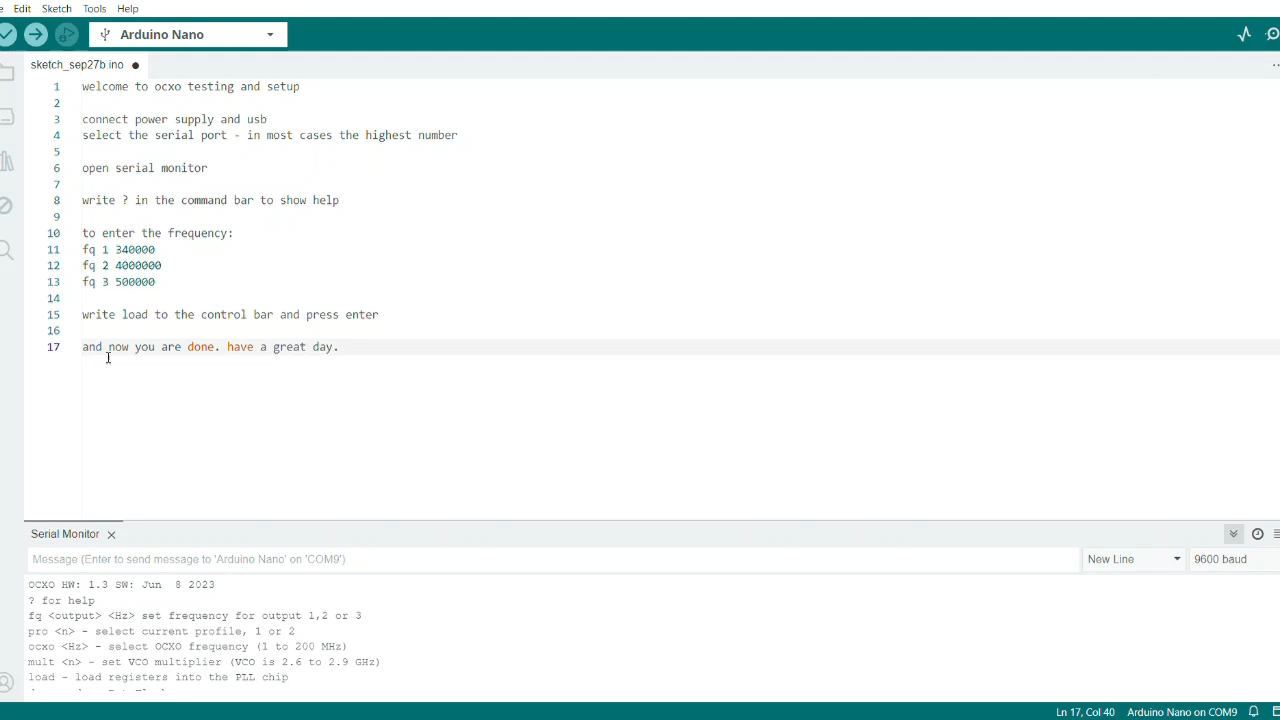 Edit Sketch Tools Help
Arduino Nano
sketch_sep27b ino
1 welcome to ocxo testing and setup
2
3 connect power supply and usb
4 select the serial port - in most cases the highest number
5
6 open serial monitor
7
8 write ? in the command bar to show help
9
10 to enter the frequency:
11 fq 1 340000
12 fq 2 4000000
13 fq 3 500000
14
15 write load to the control bar and press enter
16
17 and now you are done. have a great day.
Serial Monitor
Message (Enter to send message to 'Arduino Nano' on 'COM9')
New Line
9600 baud
OCXO HW: 1.3 SW: Jun 8 2023
? for help
fq <output> <Hz> set frequency for output 1,2 or 3
pro <n> - select current profile, 1 or 2
ocxo <Hz> - select OCXO frequency (1 to 200 MHz)
mult <n> - set VCO multiplier (VCO is 2.6 to 2.9 GHz)
load - load registers into the PLL chip
Ln 17, Col 40 Arduino Nano on COM9